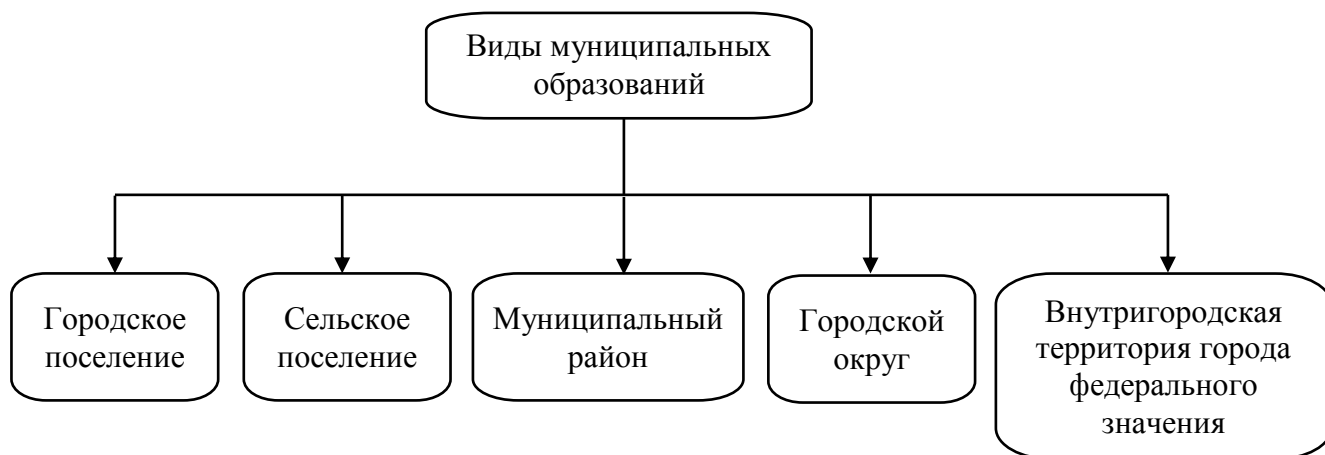 Виды муниципальных
образований
Городское
поселение
Сельское
поселение
Муниципальный
район
Городской
округ
Внутригородская
территория города
федерального
значения